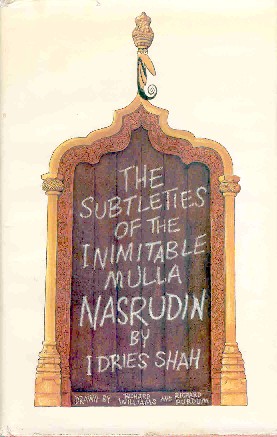 THE
SUBTLETIES
OF THE
INIMITABLE
MULLA
NASRUDIN
BY
IDRIES SHAH
DRAWN BY RICHARD WILLIAMS AND RICHARD PURDUM